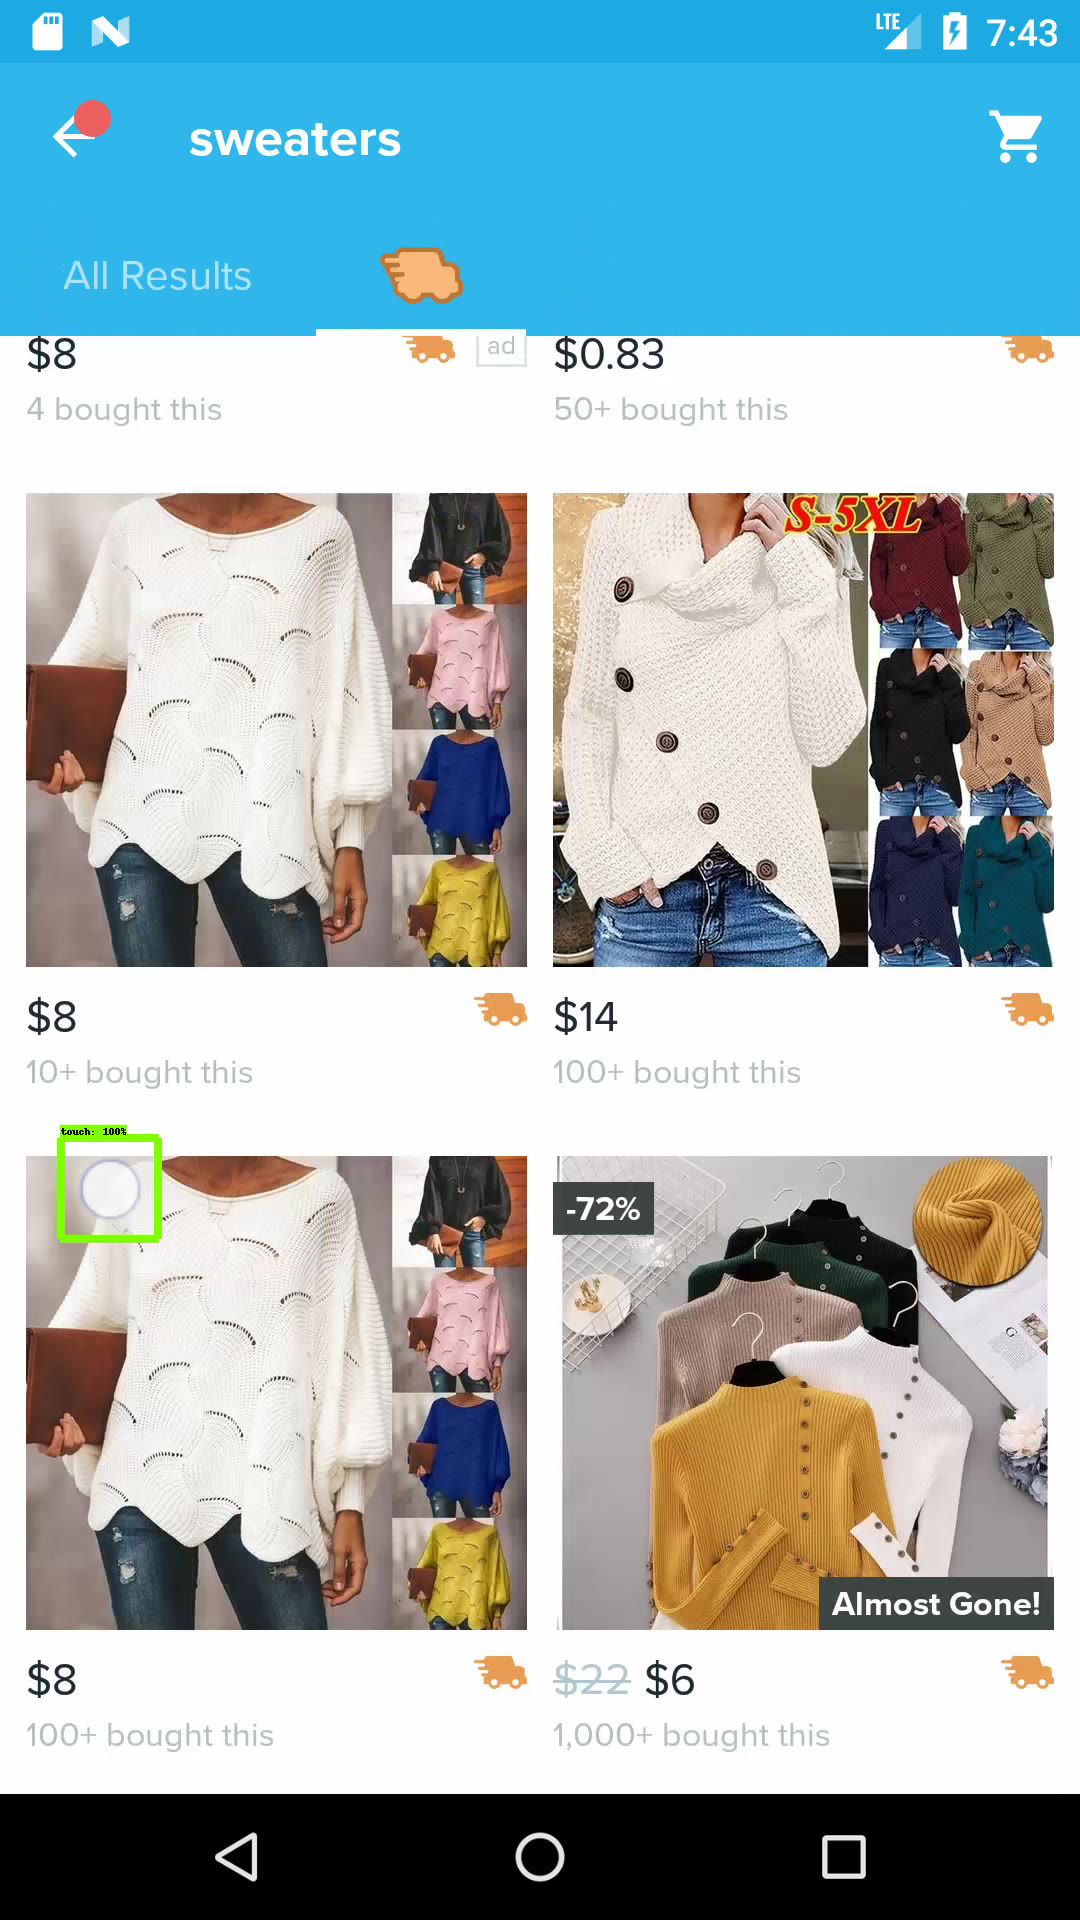 LTE 7:43
sweaters
All Results
$8 ad $0.83
4 bought this 50+ bought this
S-5XL
$8 $14
10+ bought this 100+ bought this
touch: 100%
-72%
G
Almost Gone!
$8 $22 $6
100+ bought this 1,000+ bought this